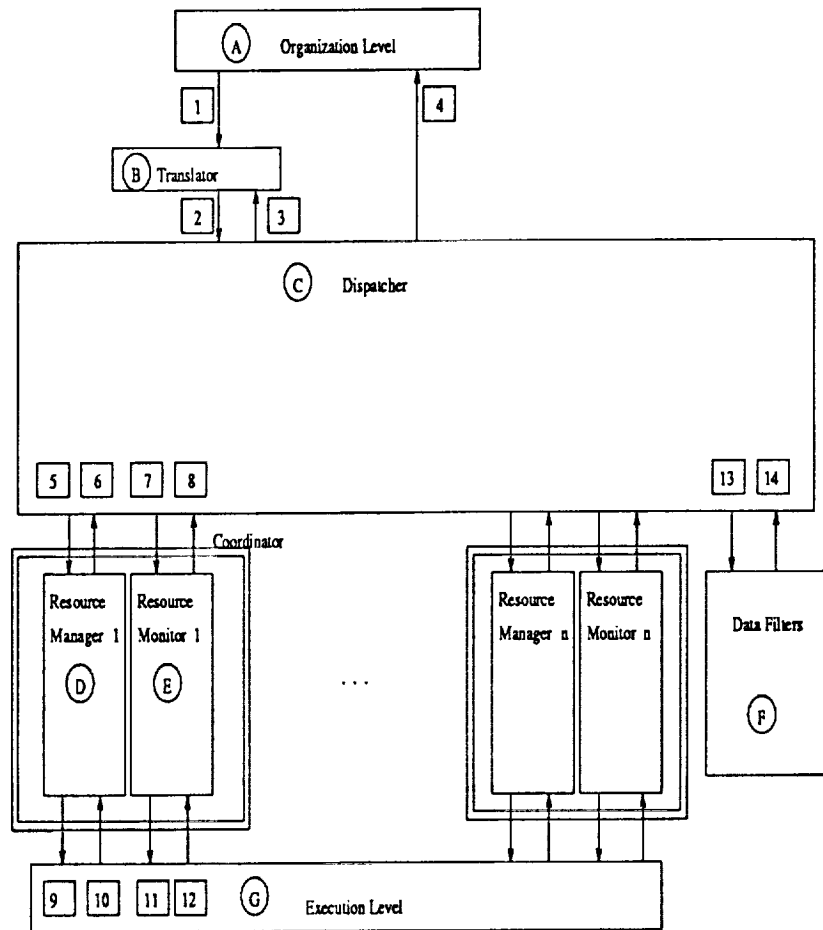 A Organization Level
1
4
B Translator
2
3
C Dispatcher
5 6 7 8
13 14
Coordinator
Resource
Manager 1
D
Resource
Monitor 1
E
. . .
Resource
Manager n
Resource
Monitor n
Data Filters
F
9 10 11 12
G Execution Level